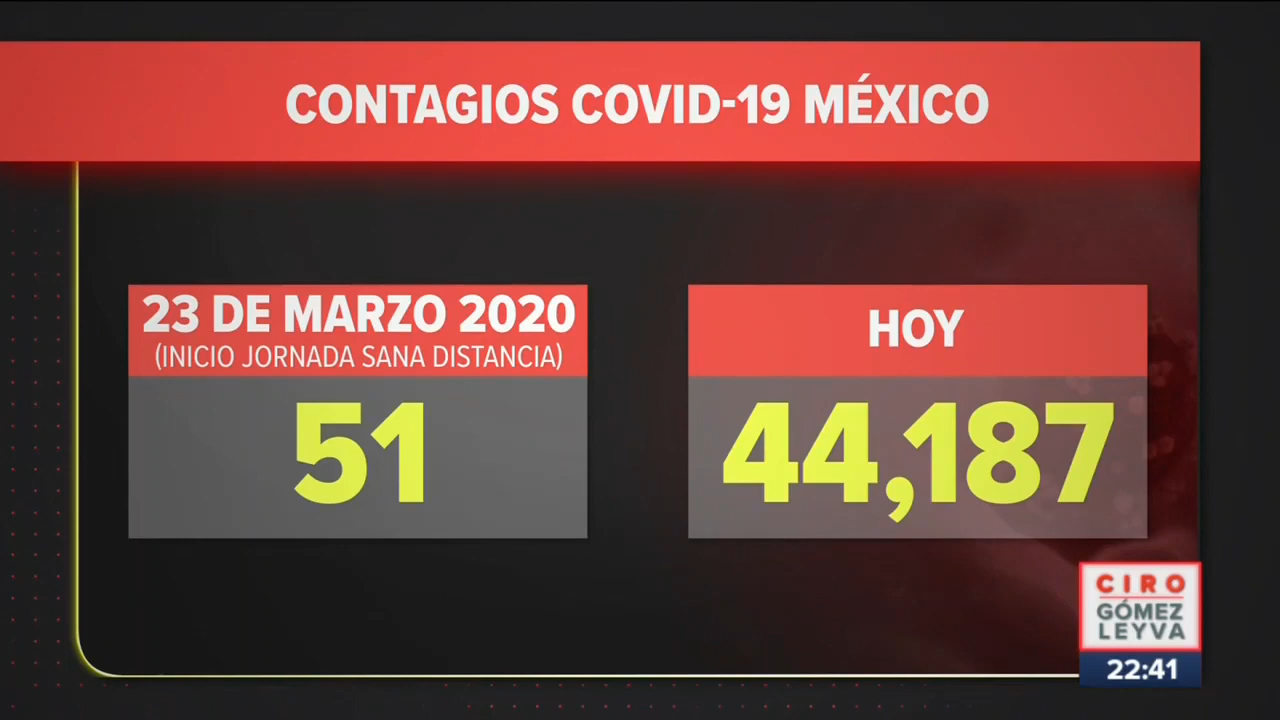 CONTAGIOS COVID-19 MÉXICO
23 DE MARZO 2020
(INICIO JORNADA SANA DISTANCIA)
51
HOY
44,187
CIRO
GÓMEZ
LEYVA
22:41